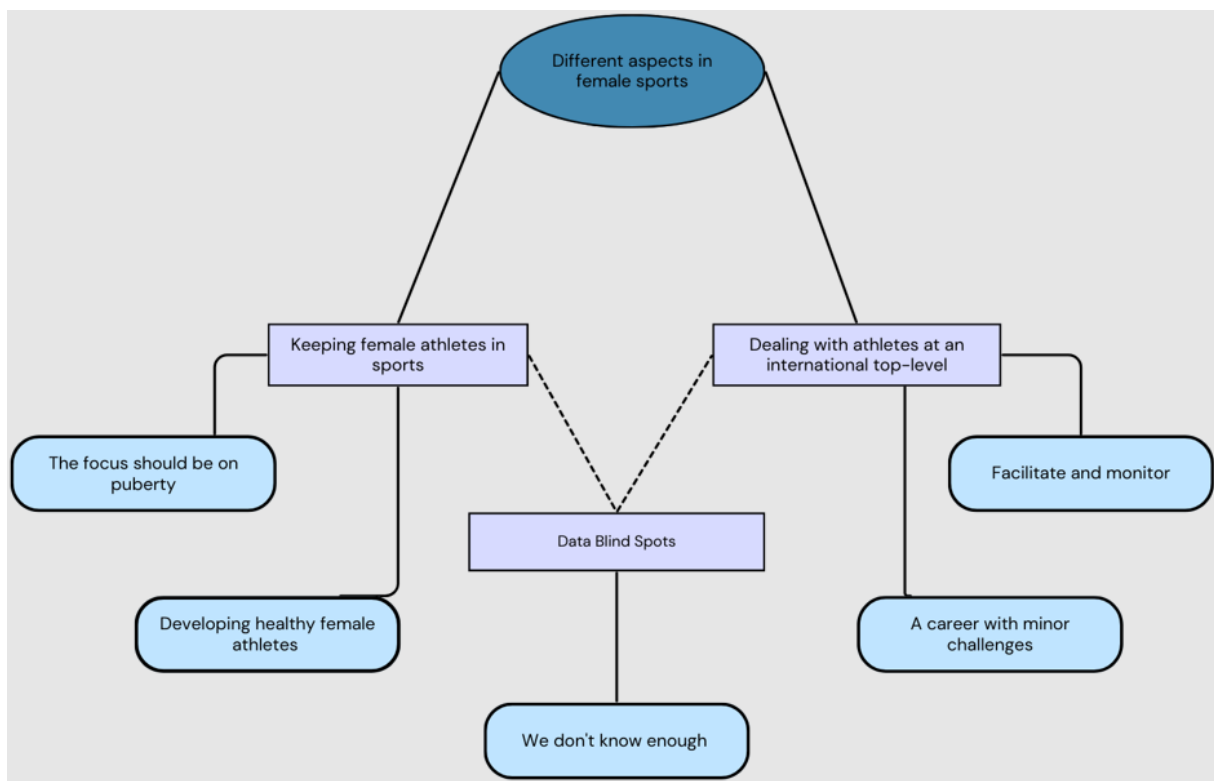 Different aspects in
female sports
Keeping female athletes in
sports
Dealing with athletes at an
international top-level
The focus should be on
puberty
Facilitate and monitor
Data Blind Spots
Developing healthy female
athletes
A career with minor
challenges
We don't know enough